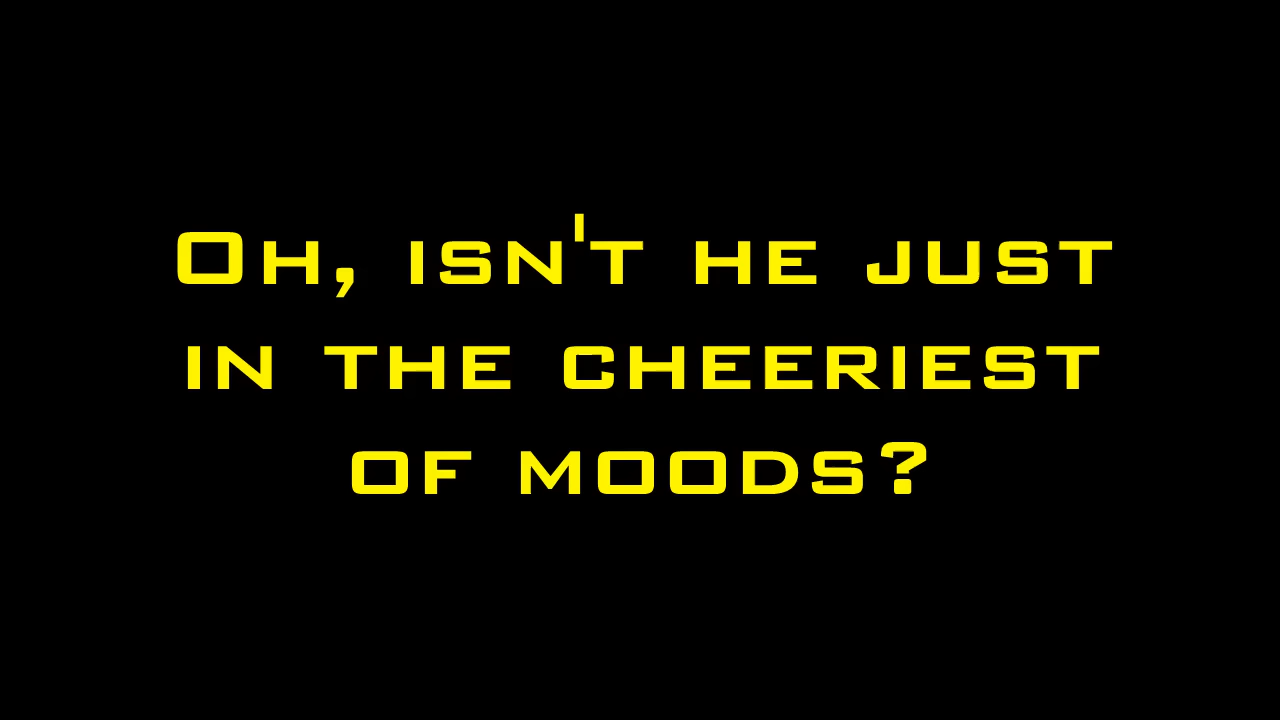 Oh, isn't he just
in the cheeriest
of moods?